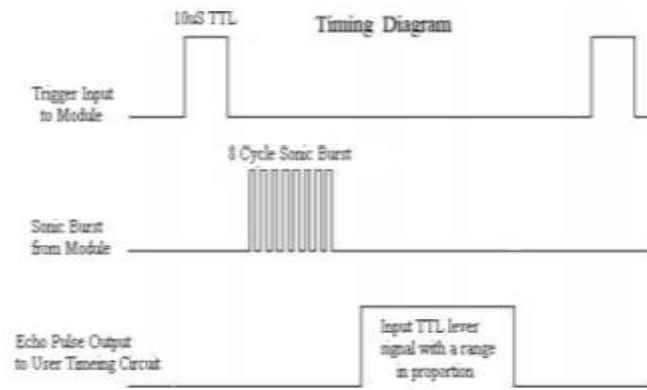 10uS TTL
Timing Diagram
Trigger Input
to Module
8 Cycle Sonic Burst
Sonic Burst
from Module
Echo Pulse Output
to User Timeing Circuit
Input TTL lever
signal with a range
in proportion